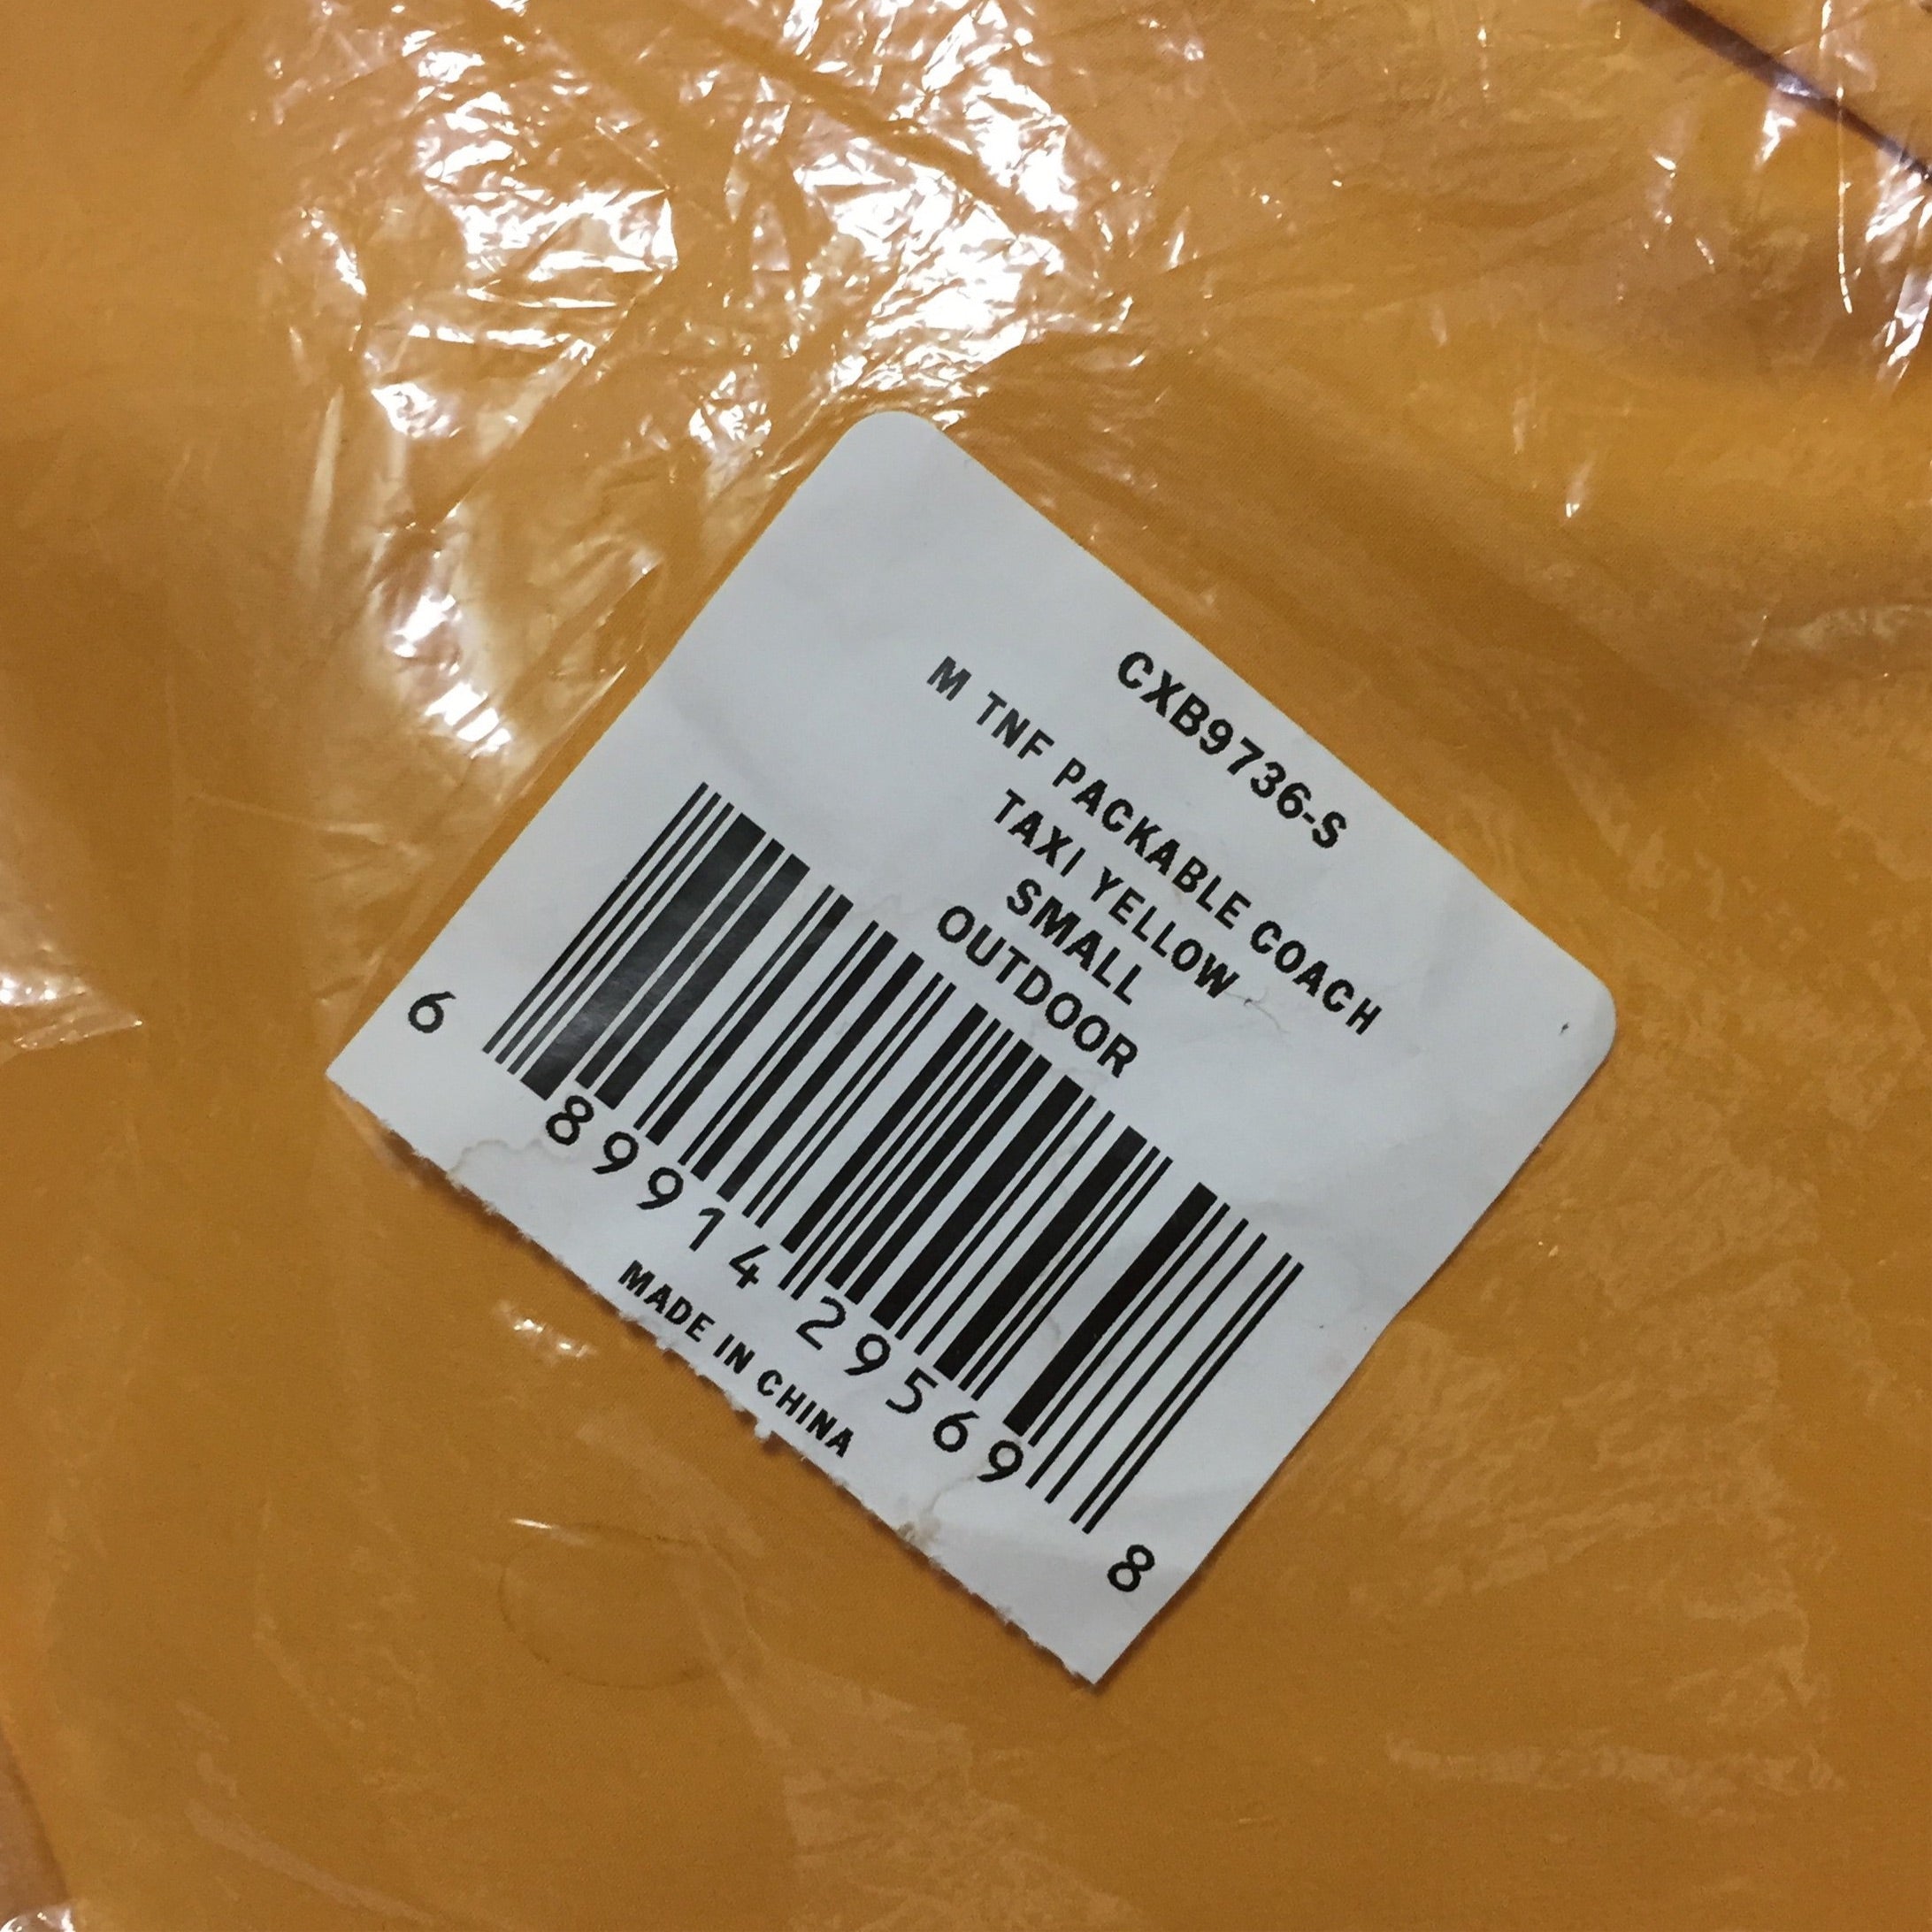 CXB9736-S
M TNF PACKABLE COACH
TAXI YELLOW
SMALL
OUTDOOR
6 89914 29569 8
MADE IN CHINA